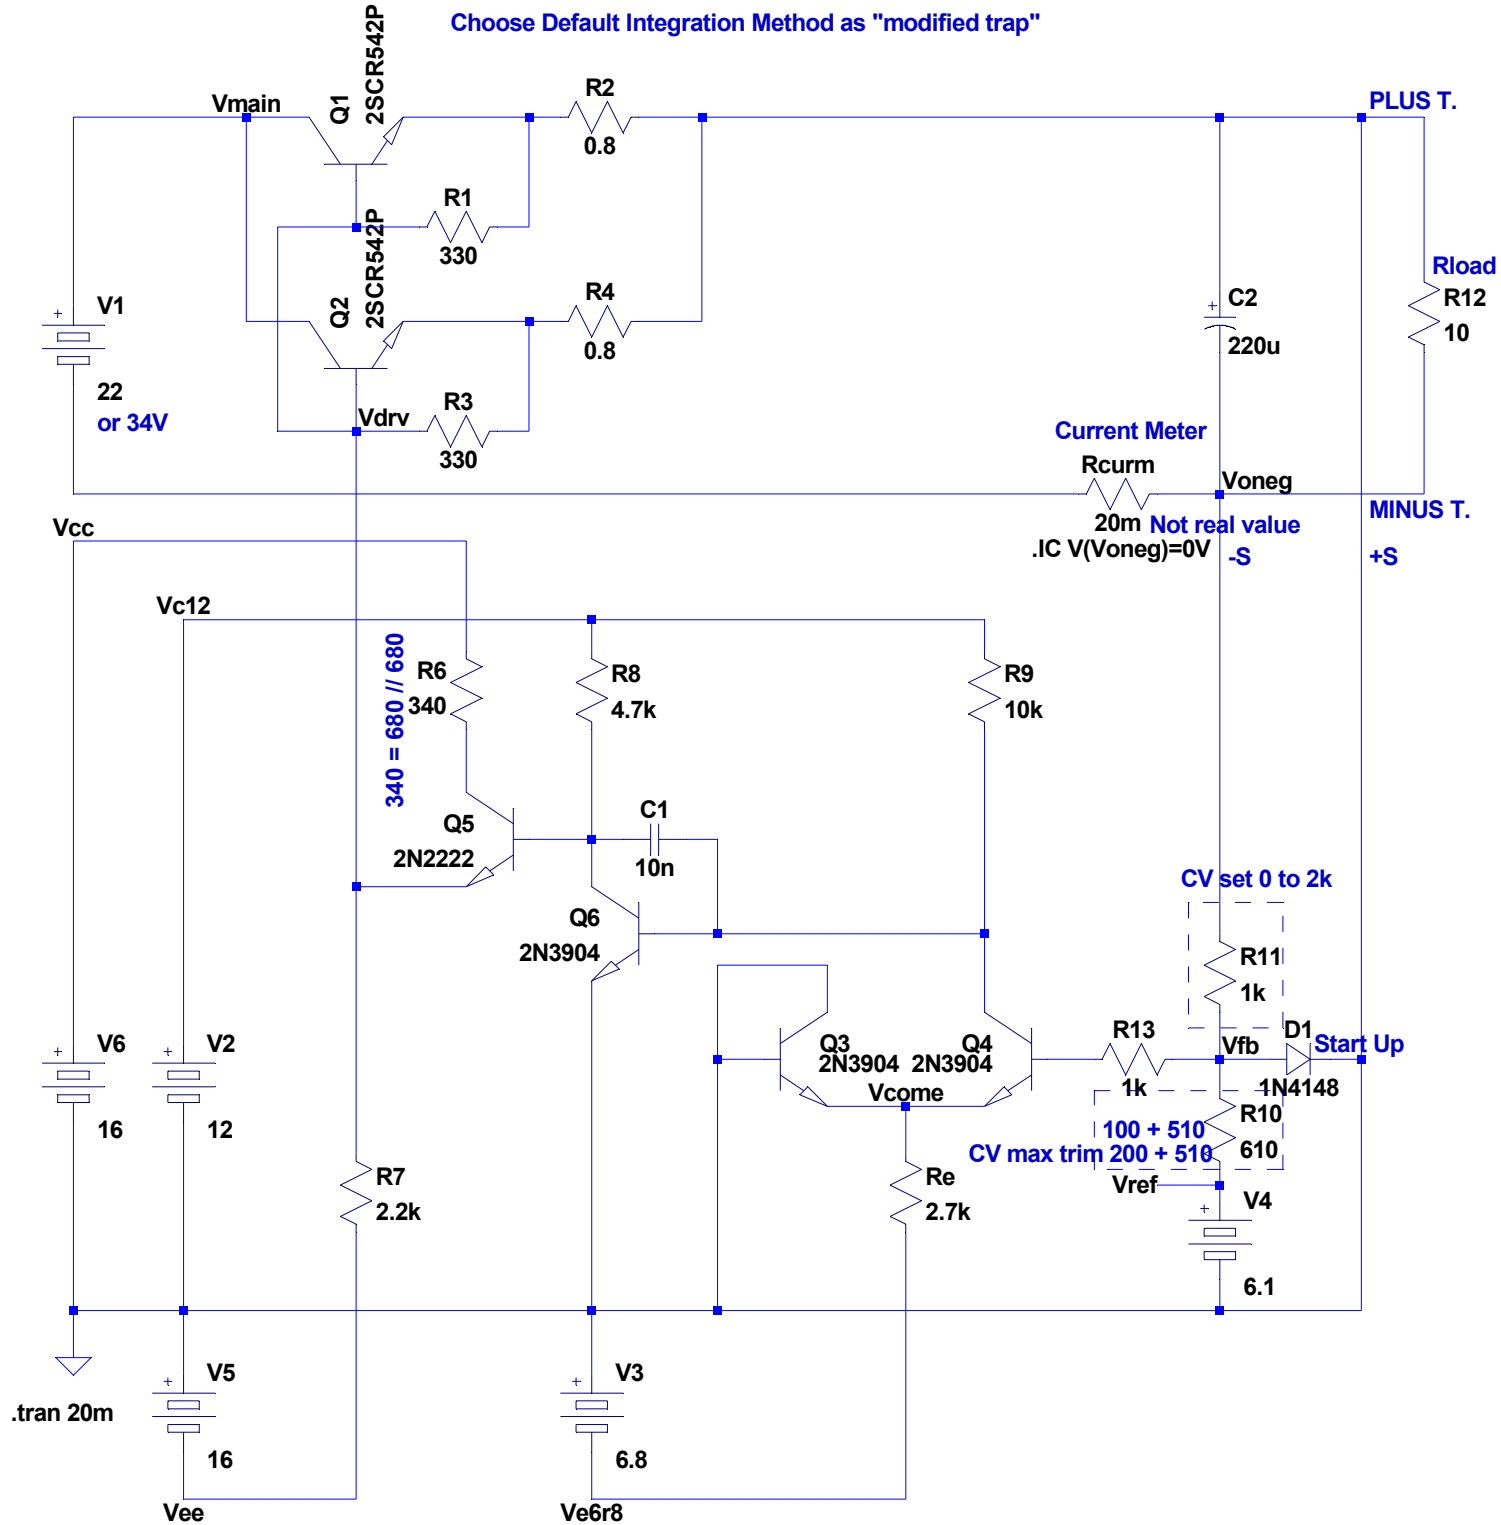 Choose Default Integration Method as "modified trap"
Vmain
Q1
2SCR542P
R2
0.8
PLUS T.
R1
330
Q2
2SCR542P
R4
0.8
Rload
R12
10
+
C2
220u
+
V1
22
or 34V
Vdrv
R3
330
Current Meter
Rcurm
20m
Not real value
.IC V(Voneg)=0V
Voneg
MINUS T.
-S
+S
Vcc
Vc12
340 = 680 // 680
R6
340
R8
4.7k
R9
10k
Q5
2N2222
C1
10n
CV set 0 to 2k
Q6
2N3904
R11
1k
+
V6
16
+
V2
12
Q3
2N3904
Q4
2N3904
R13
1k
Vfb
D1
Start Up
1N4148
Vcome
R10
610
100 + 510
CV max trim 200 + 510
R7
2.2k
Re
2.7k
Vref
+
V4
6.1
.tran 20m
+
V5
16
+
V3
6.8
Vee
Ve6r8